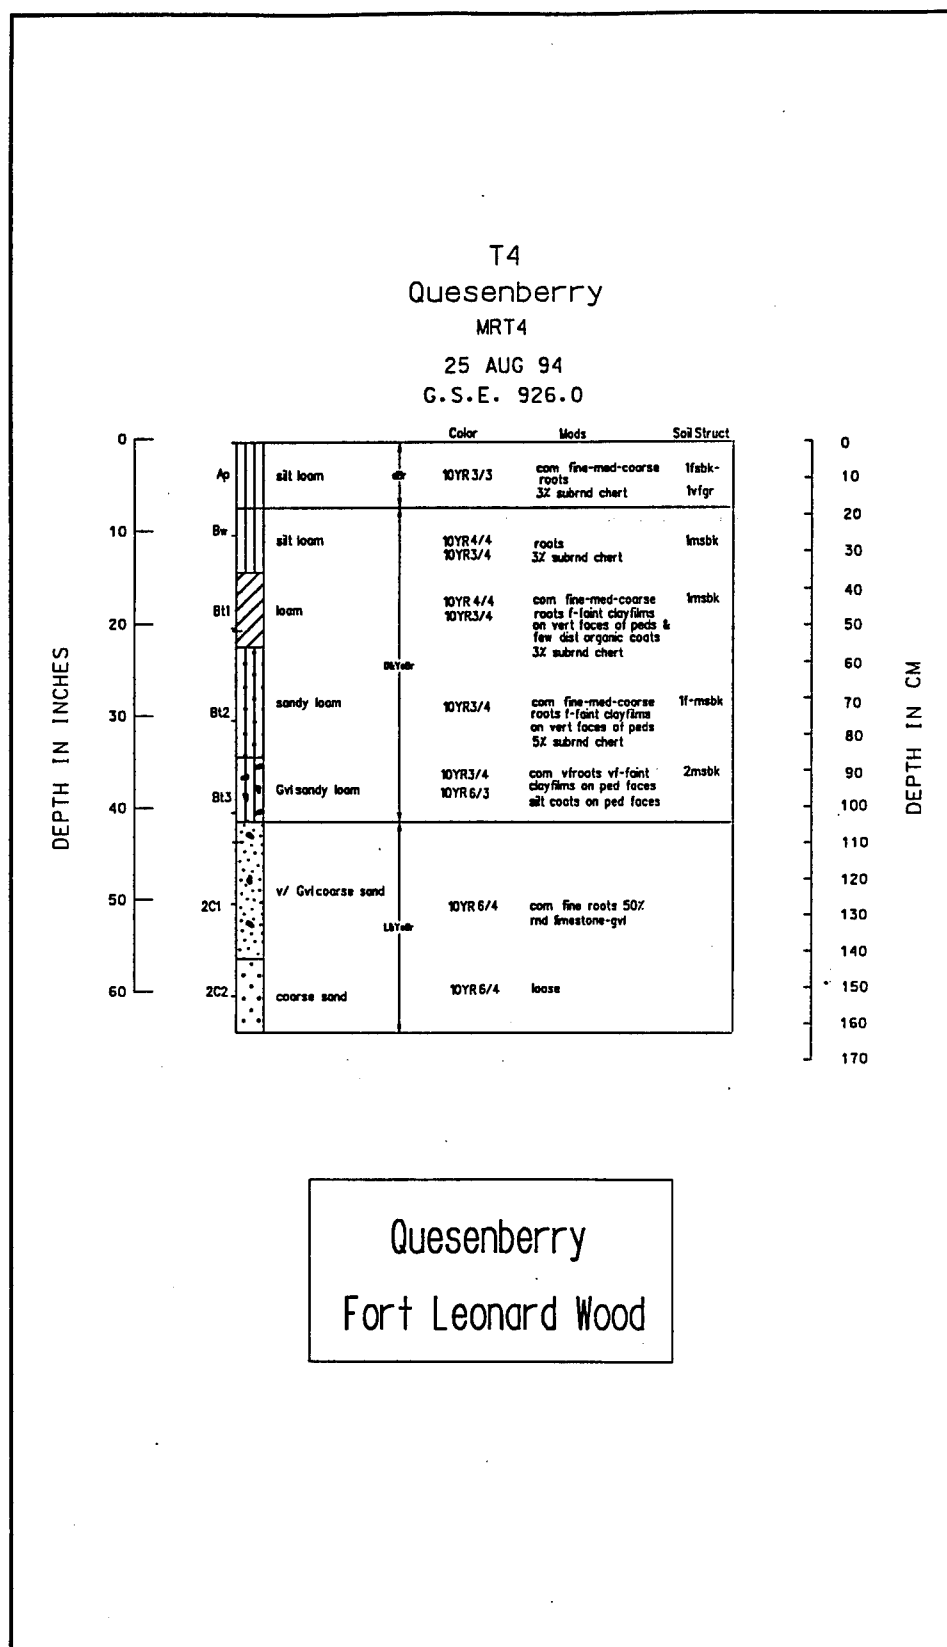 T4
Quesenberry
MRT4
25 AUG 94
G.S.E. 926.0
Color Mods Soil Struct
Ap silt loam dBr 10YR 3/3 com fine-med-coarse 1fsbk-
roots
3% subrnd chert 1vfgr
Bw silt loam 10YR 4/4 roots 1msbk
10YR3/4 3% subrnd chert
Bt1 loam 10YR 4/4 com fine-med-coarse 1msbk
10YR3/4 roots f-faint clayfilms
on vert faces of peds &
few dist organic coats
3% subrnd chert
DkYeBr
Bt2 sandy loam 10YR3/4 com fine-med-coarse 1f-msbk
roots f-faint clayfilms
on vert faces of peds
5% subrnd chert
Bt3 Gvl sandy loam 10YR3/4 com vfroots vf-faint 2msbk
10YR 6/3 clayfilms on ped faces
silt coats on ped faces
2C1 v/ Gvl coarse sand 10YR 6/4 com fine roots 50%
rnd limestone-gvl
LtYeBr
2C2 coarse sand 10YR 6/4 loose
DEPTH IN INCHES
0
10
20
30
40
50
60
DEPTH IN CM
0
10
20
30
40
50
60
70
80
90
100
110
120
130
140
150
160
170
Quesenberry
Fort Leonard Wood